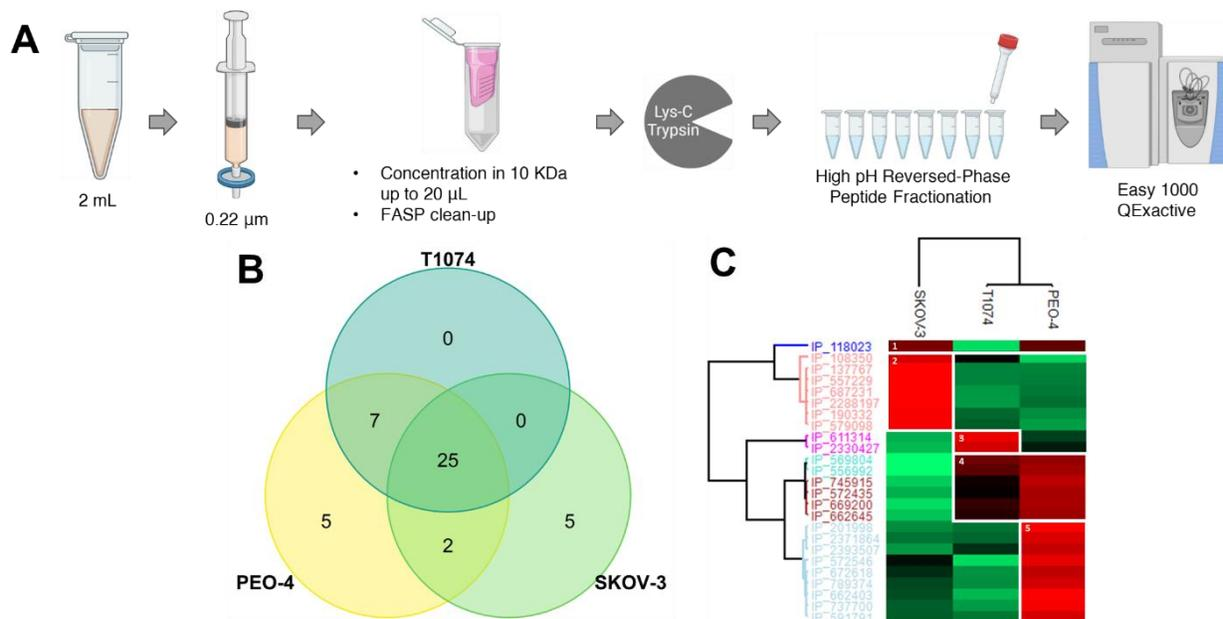 A
2 mL
0.22 µm
• Concentration in 10 KDa
up to 20 µL
• FASP clean-up
Lys-C
Trypsin
High pH Reversed-Phase
Peptide Fractionation
Easy 1000
QExactive
B
T1074
0
7
0
25
5
5
2
PEO-4
SKOV-3
C
SKOV-3
T1074
PEO-4
IP_118023
IP_108350
IP_137767
IP_557229
IP_687231
IP_2288197
IP_190332
IP_579098
IP_611314
IP_2330427
IP_569804
IP_556992
IP_745915
IP_572435
IP_669200
IP_662645
IP_201998
IP_2371864
IP_2393507
IP_572546
IP_672618
IP_789374
IP_662403
IP_737700
IP_591791
1
2
3
4
5